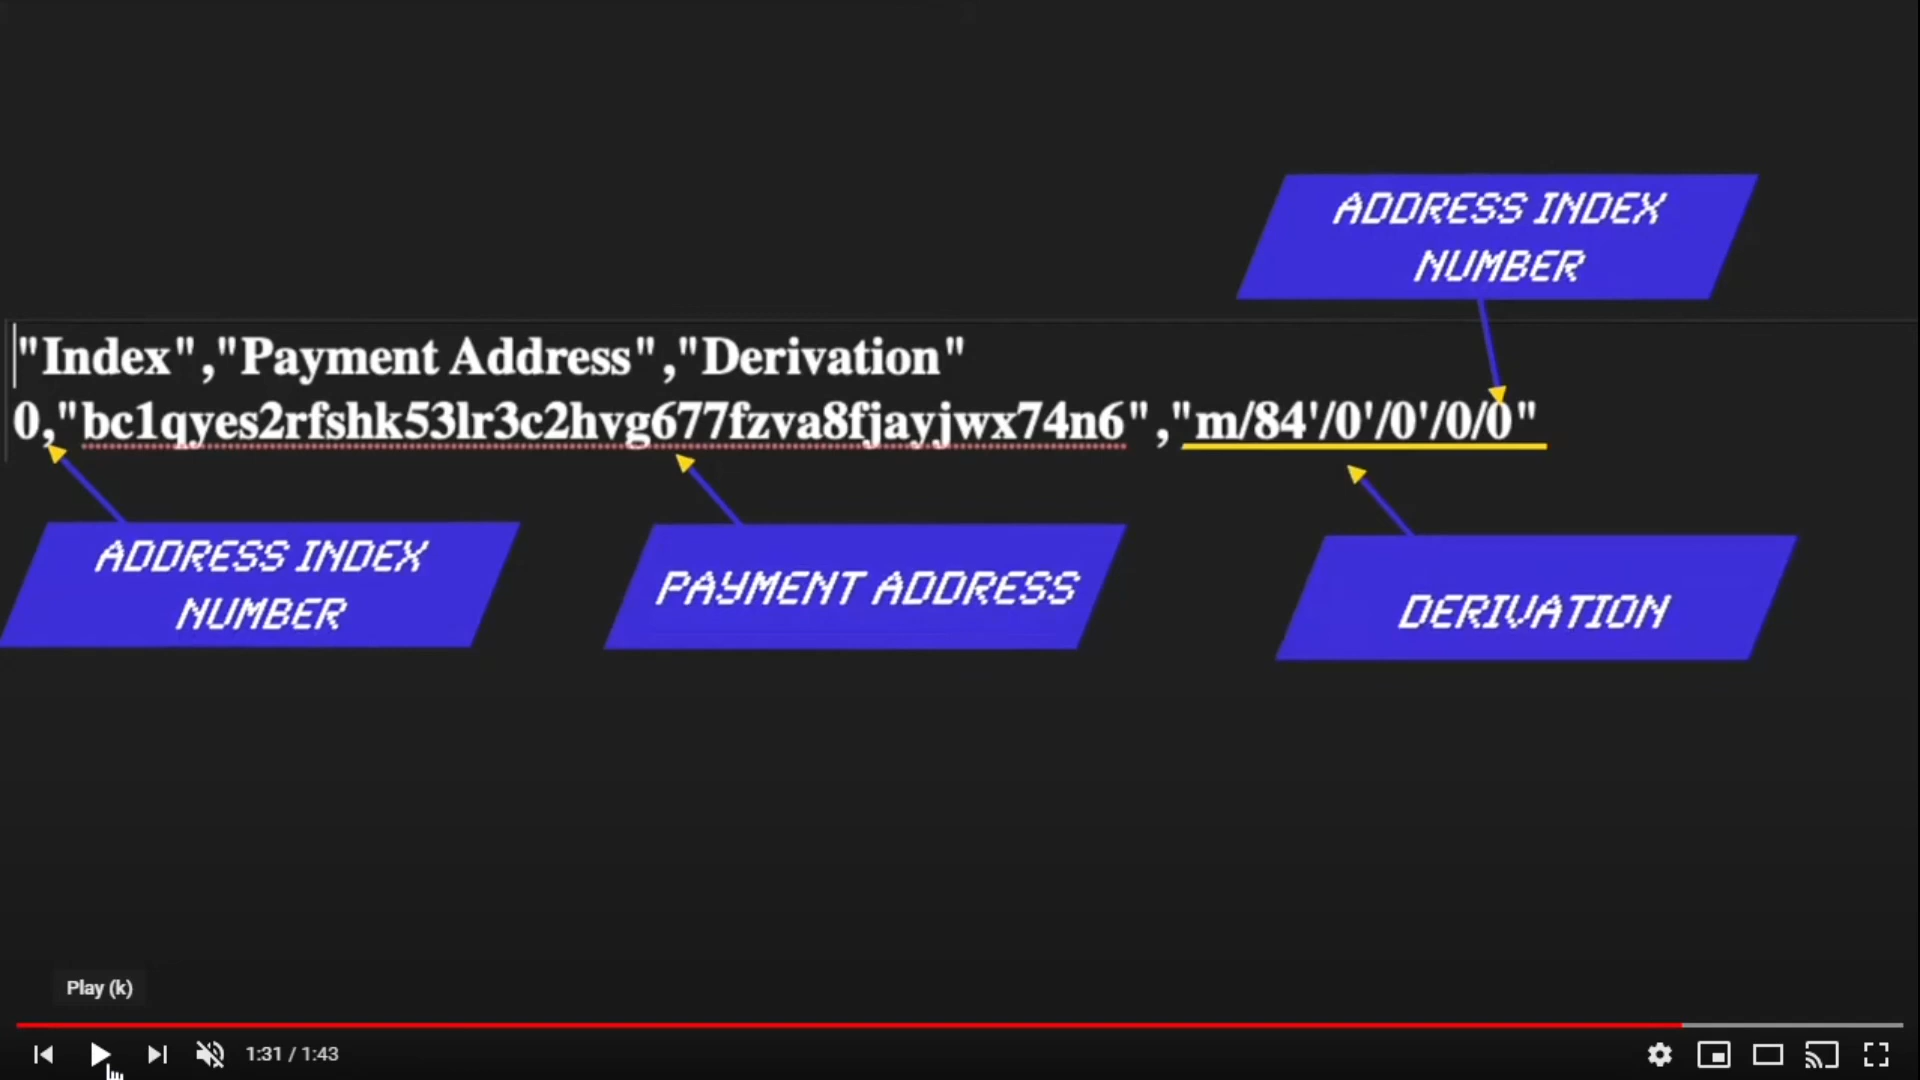 ADDRESS INDEX
NUMBER
"Index","Payment Address","Derivation"
0,"bc1qyes2rfshk53lr3c2hvg677fzva8fjayjwx74n6","m/84'/0'/0'/0/0"
ADDRESS INDEX
NUMBER
PAYMENT ADDRESS
DERIVATION
Play (k)
1:31 / 1:43